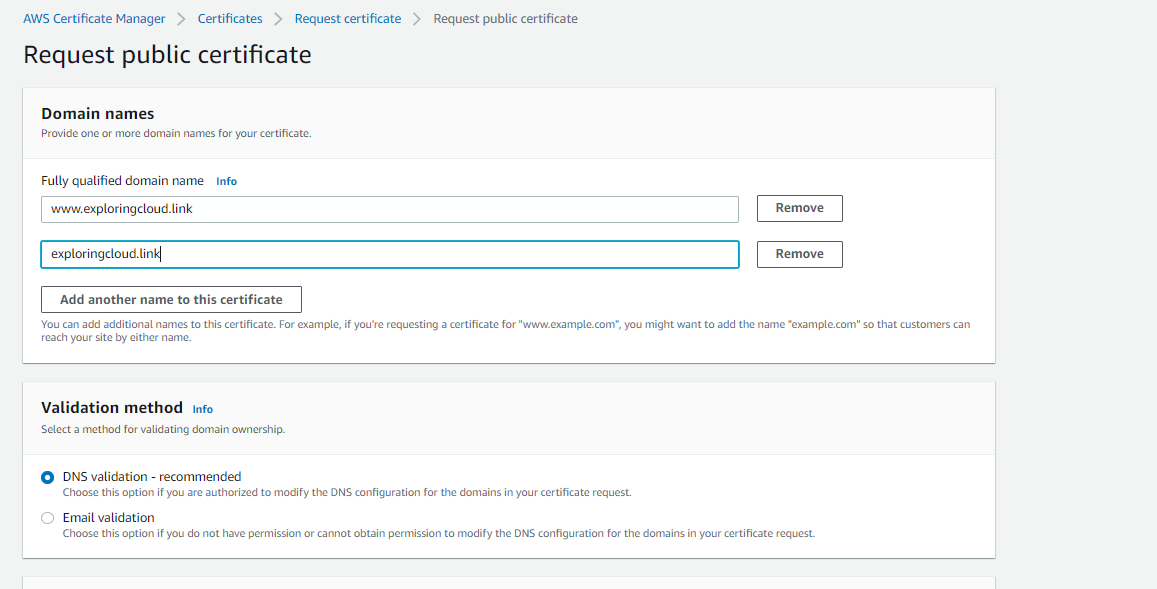 AWS Certificate Manager > Certificates > Request certificate > Request public certificate
Request public certificate
Domain names
Provide one or more domain names for your certificate.
Fully qualified domain name Info
www.exploringcloud.link Remove
exploringcloud.link Remove
Add another name to this certificate
You can add additional names to this certificate. For example, if you're requesting a certificate for "www.example.com", you might want to add the name "example.com" so that customers can
reach your site by either name.
Validation method Info
Select a method for validating domain ownership.
DNS validation - recommended
Choose this option if you are authorized to modify the DNS configuration for the domains in your certificate request.
Email validation
Choose this option if you do not have permission or cannot obtain permission to modify the DNS configuration for the domains in your certificate request.